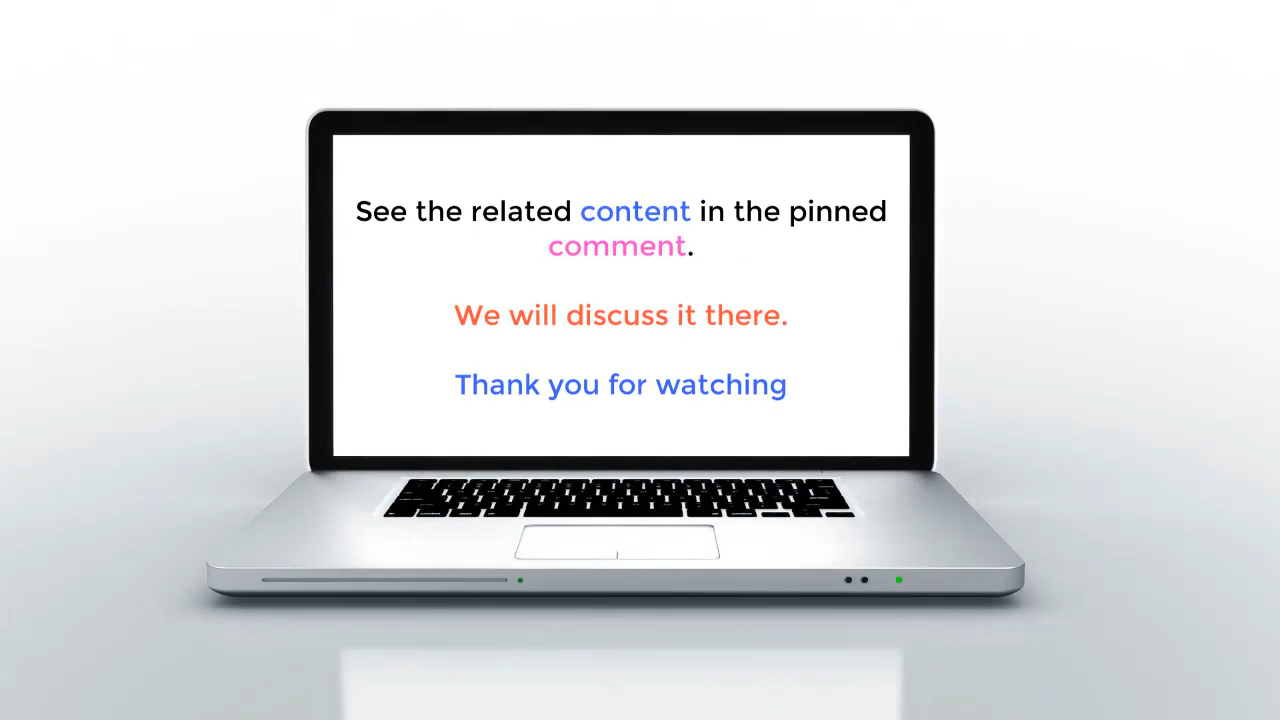 See the related content in the pinned
comment.
We will discuss it there.
Thank you for watching